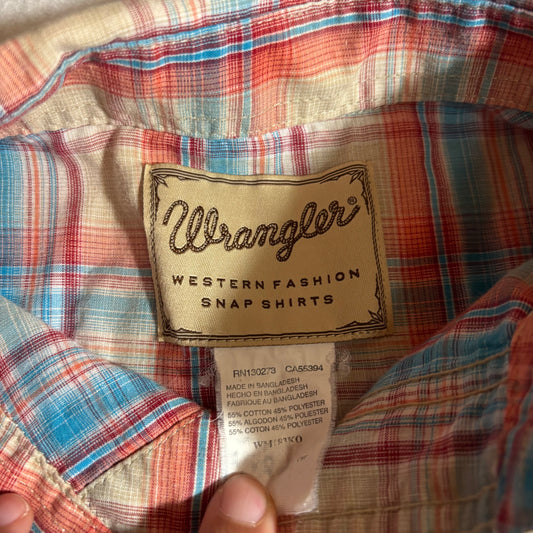 Wrangler®
WESTERN FASHION
SNAP SHIRTS
RN130273 CA55394
MADE IN BANGLADESH
HECHO EN BANGLADESH
FABRIQUE AU BANGLADESH
55% COTTON 45% POLYESTER
55% ALGODON 45% POLIESTER
55% COTON 45% POLYESTER